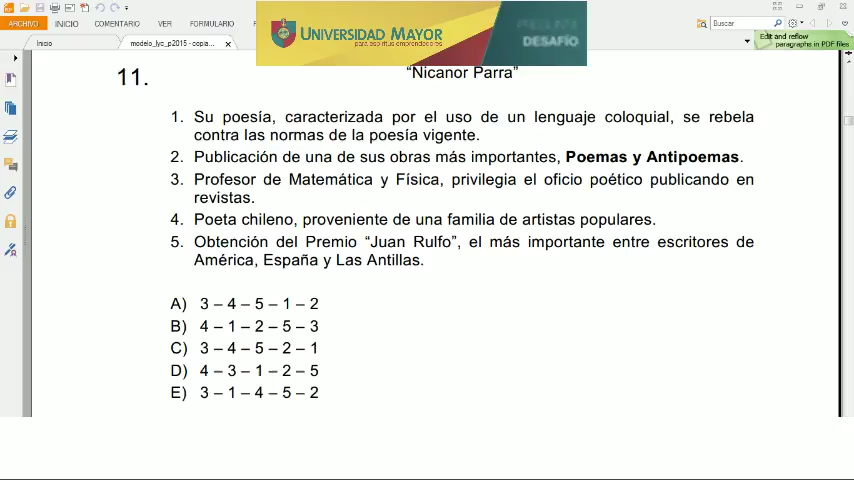 ARCHIVO INICIO COMENTARIO VER FORMULARIO
Buscar
UNIVERSIDAD MAYOR
para espíritus emprendedores
PREGUNTA
DESAFÍO
Edit and reflow
paragraphs in PDF files
Inicio
modelo_lyc_p2015 - copia...
11.
“Nicanor Parra”
1. Su poesía, caracterizada por el uso de un lenguaje coloquial, se rebela
contra las normas de la poesía vigente.
2. Publicación de una de sus obras más importantes, Poemas y Antipoemas.
3. Profesor de Matemática y Física, privilegia el oficio poético publicando en
revistas.
4. Poeta chileno, proveniente de una familia de artistas populares.
5. Obtención del Premio “Juan Rulfo”, el más importante entre escritores de
América, España y Las Antillas.
A) 3 – 4 – 5 – 1 – 2
B) 4 – 1 – 2 – 5 – 3
C) 3 – 4 – 5 – 2 – 1
D) 4 – 3 – 1 – 2 – 5
E) 3 – 1 – 4 – 5 – 2